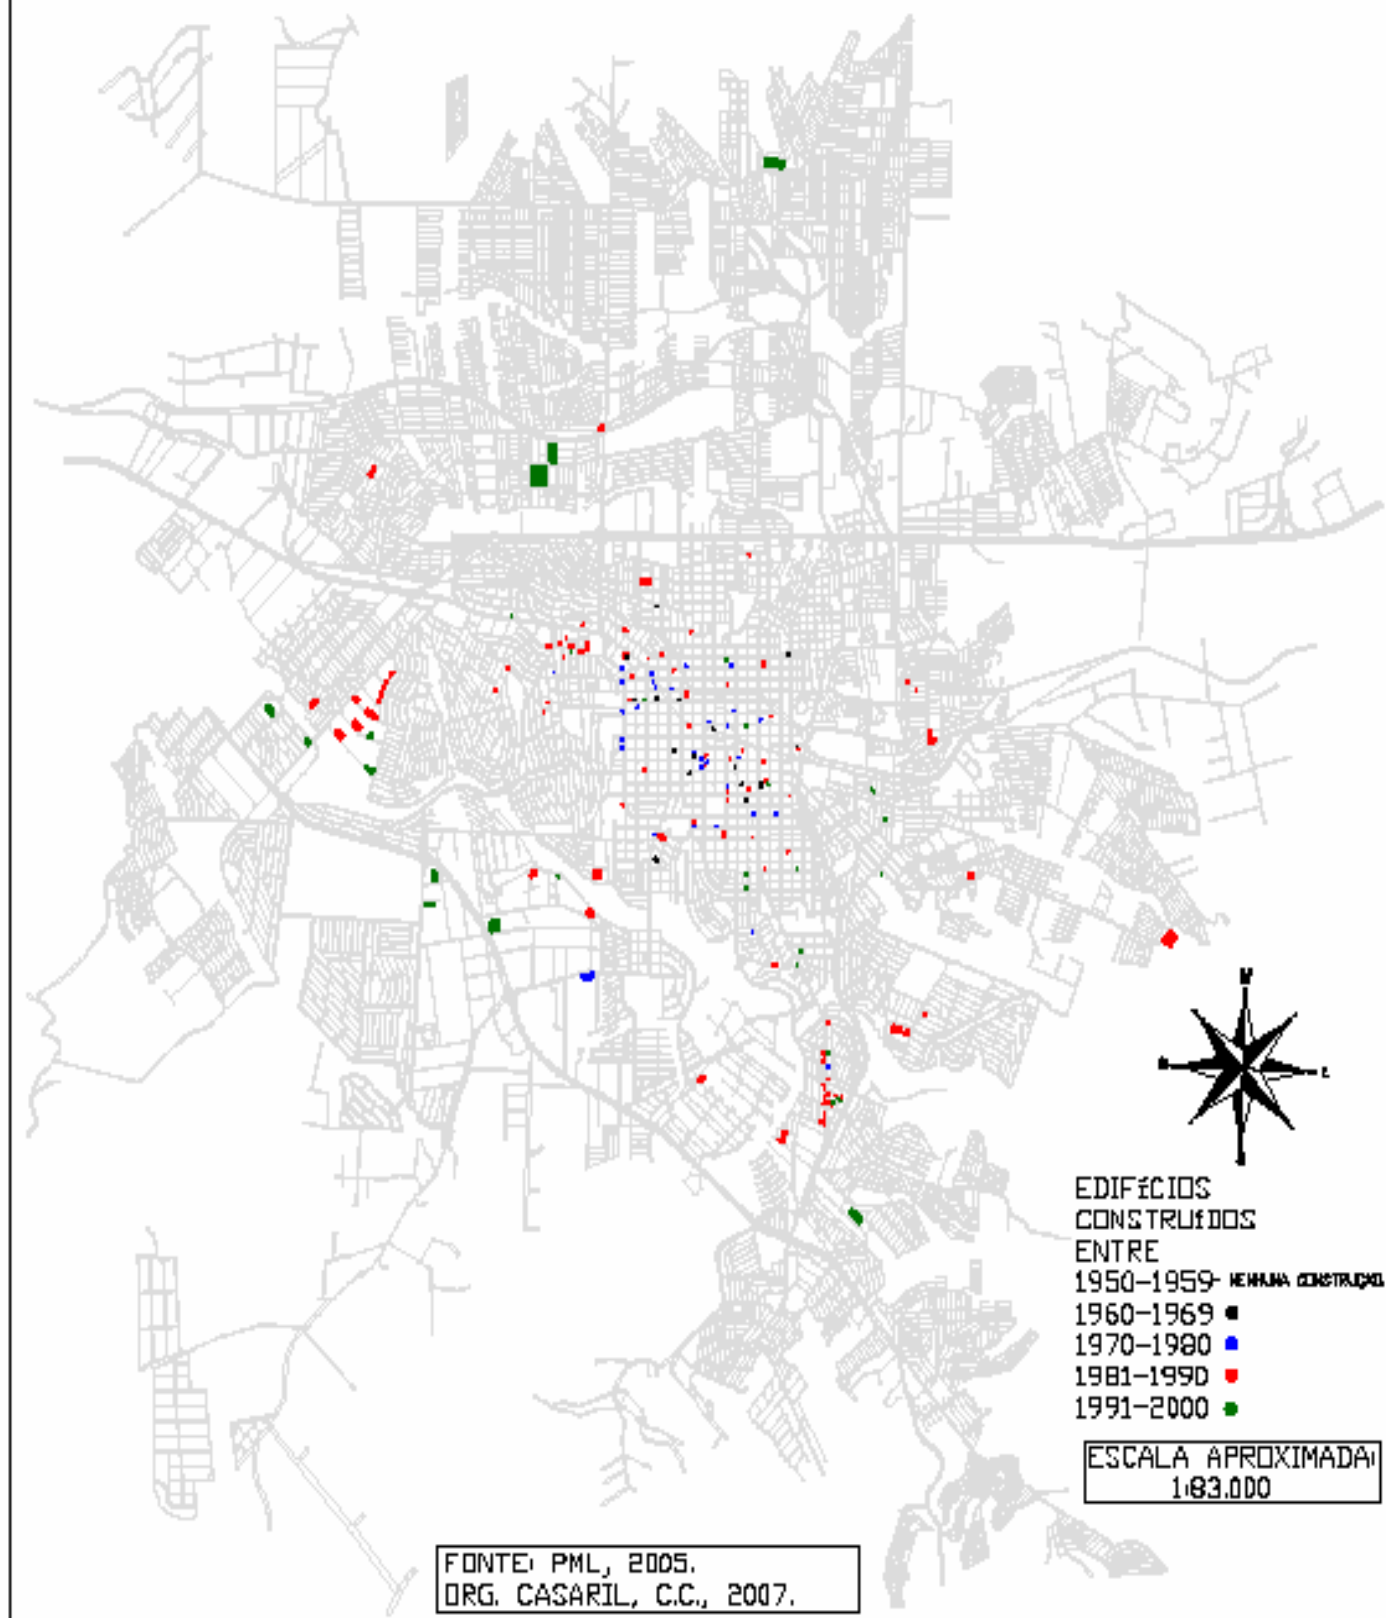 N
E
EDIFíCIOS
CONSTRUíDOS
ENTRE
1950-1959- NENHUMA CONSTRUÇÃO
1960-1969
1970-1980
1981-1990
1991-2000
ESCALA APROXIMADA:
1:83.000
FONTE: PML, 2005.
ORG. CASARIL, C.C., 2007.